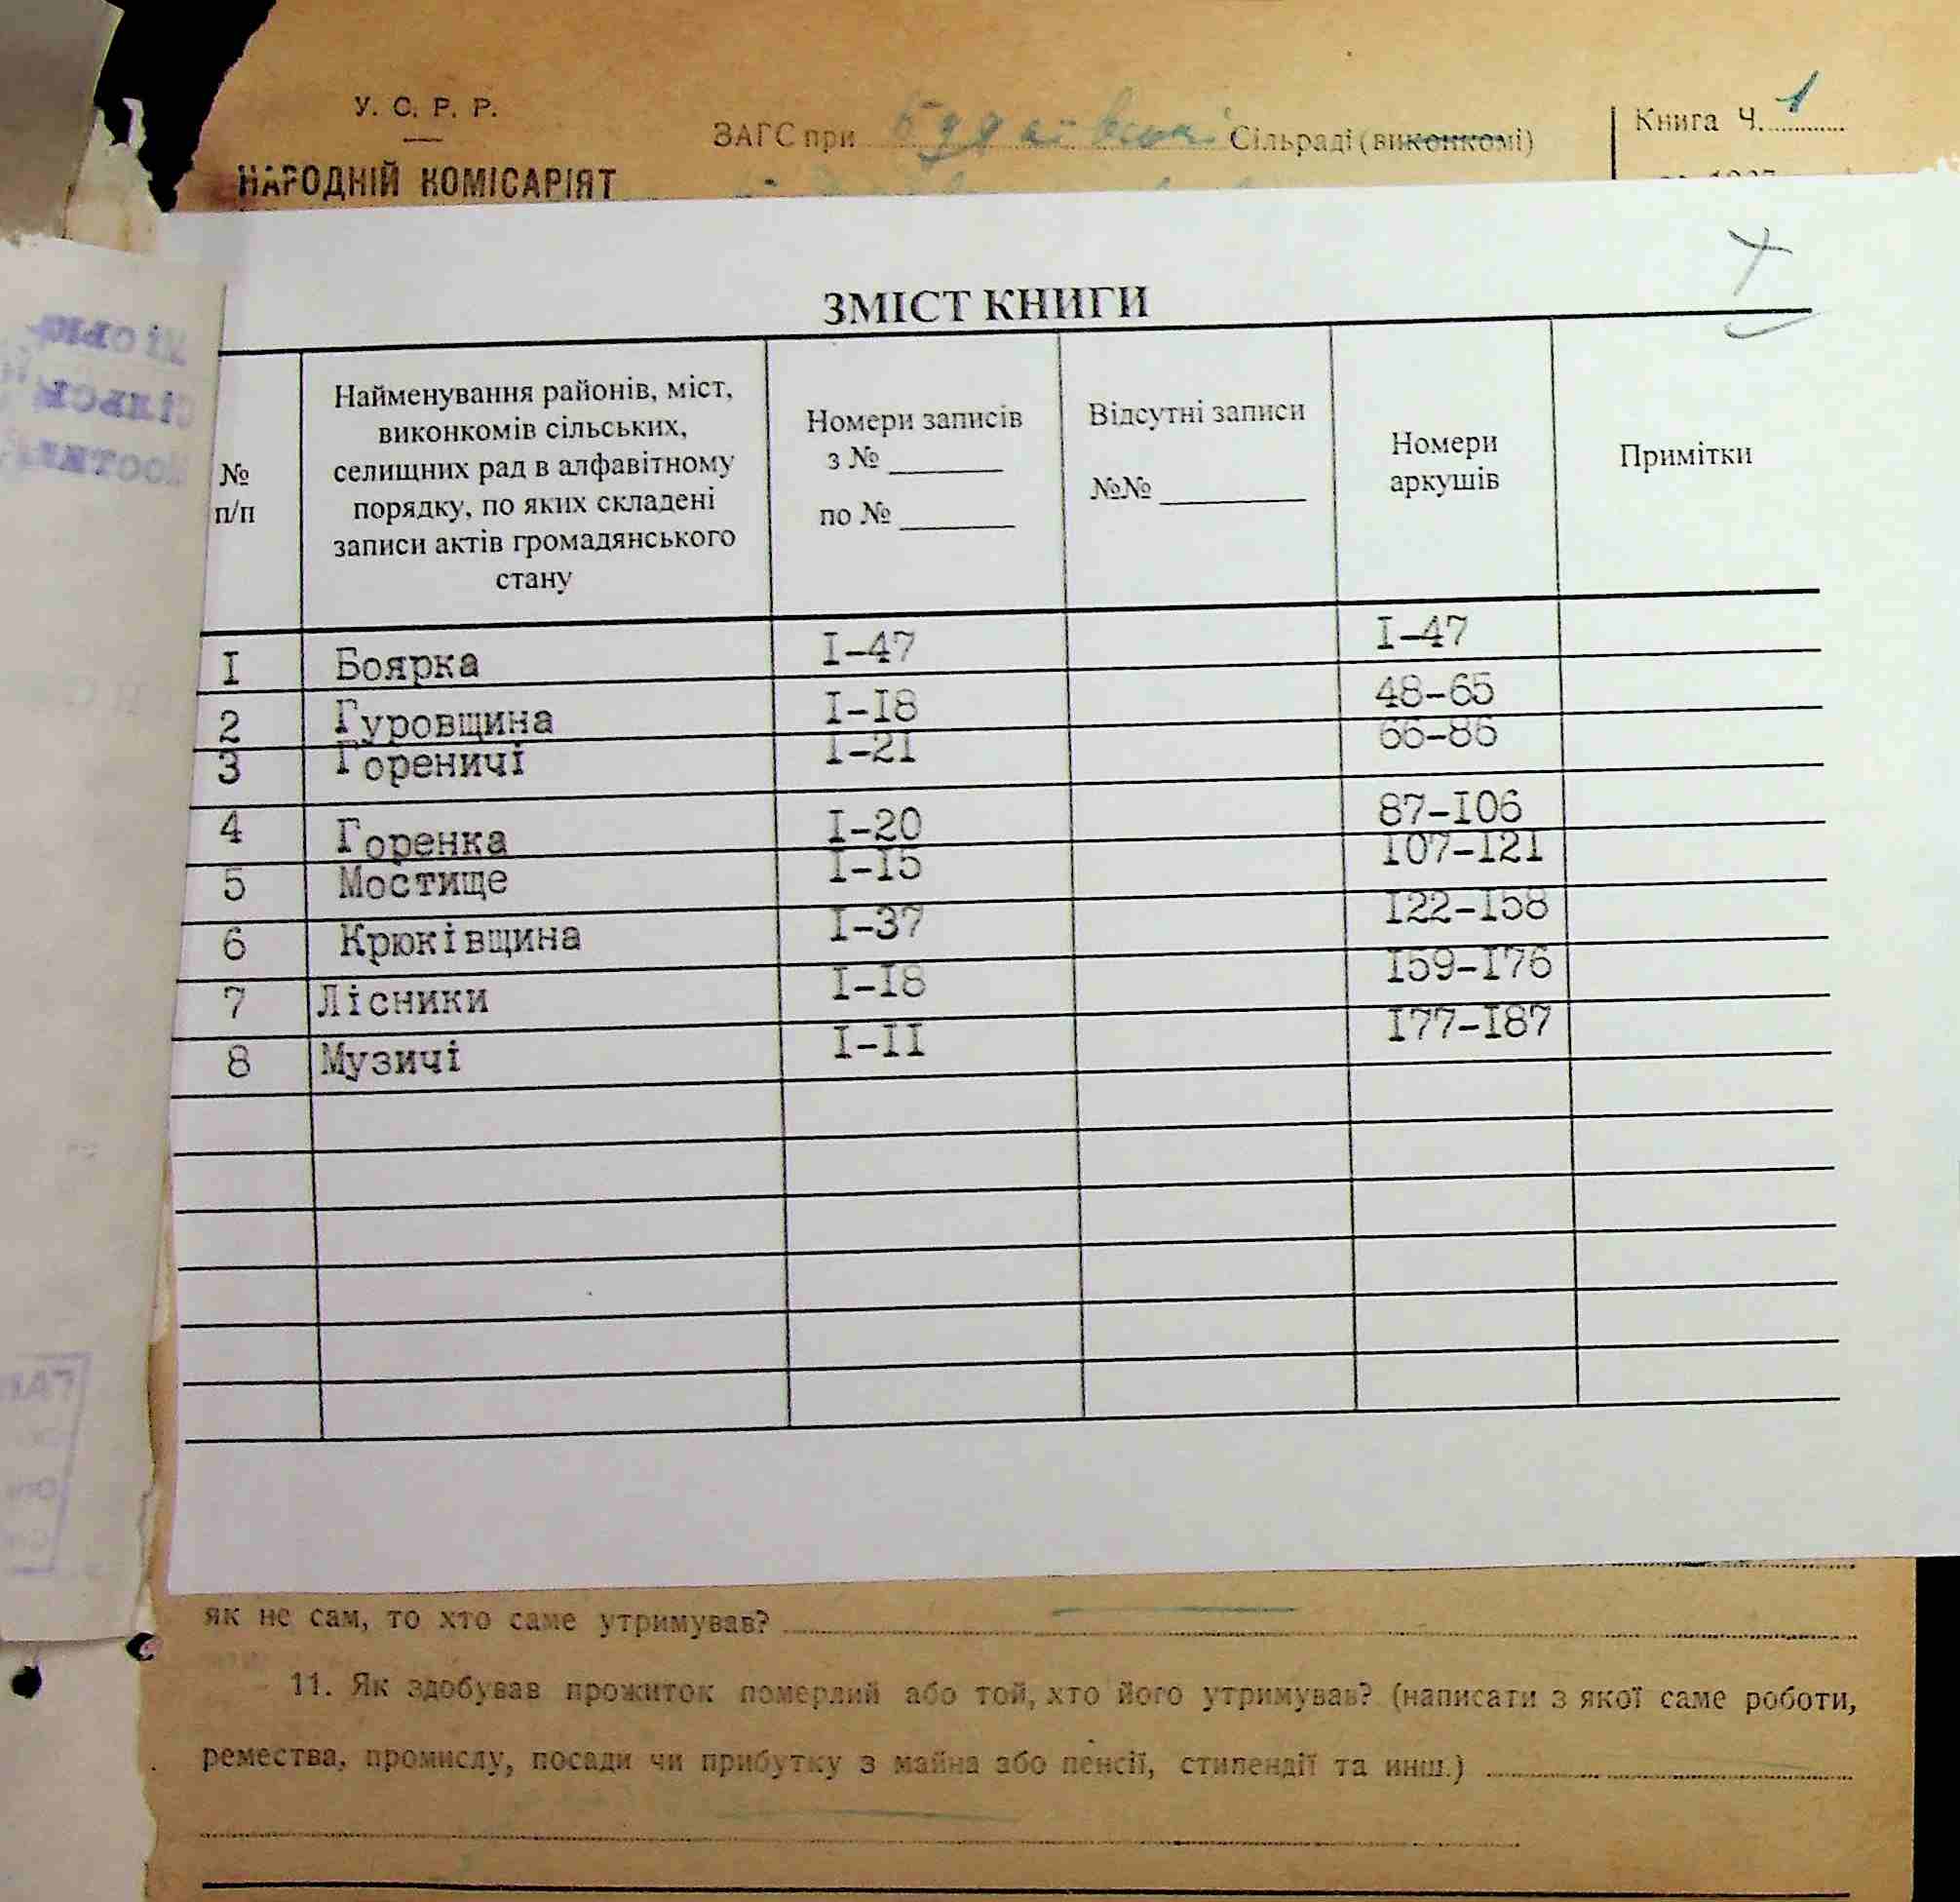 У. С. Р. Р.
ЗАГС при Сільраді (виконкомі)
Книга Ч. 1
НАРОДНІЙ КОМІСАРІЯТ
ЗМІСТ КНИГИ
№ п/п
Найменування районів, міст,
виконкомів сільських,
селищних рад в алфавітному
порядку, по яких складені
записи актів громадянського
стану
Номери записів
з № ________
по № ________
Відсутні записи
№№ __________
Номери
аркушів
Примітки
I Боярка I-47 I-47
2 Гуровщина I-I8 48-65
3 Гореничі I-2I 66-86
4 Горенка I-20 87-I06
5 Мостище I-I5 I07-I2I
6 Крюківщина I-37 I22-I58
7 Лісники I-I8 I59-I76
8 Музичі I-II I77-I87
як не сам, то хто саме утримував?
11. Як здобував прожиток померлий або той, хто його утримував? (написати з якої саме роботи,
ремества, промислу, посади чи прибутку з майна або пенсії, стипендії та инш.)